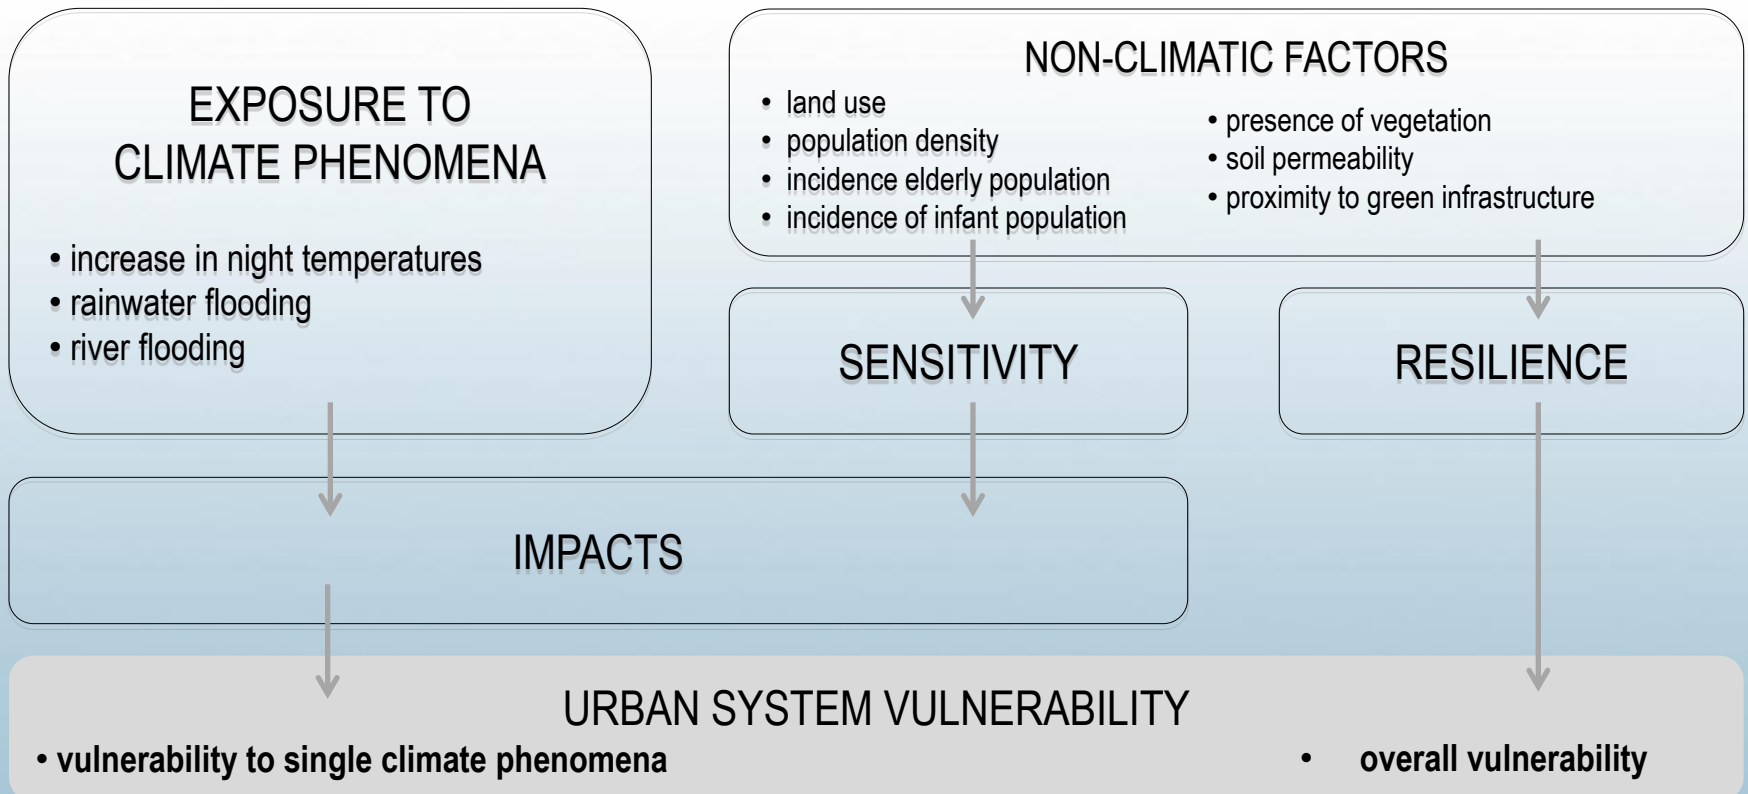 EXPOSURE TO
CLIMATE PHENOMENA
• increase in night temperatures
• rainwater flooding
• river flooding
NON-CLIMATIC FACTORS
• land use
• population density
• incidence elderly population
• incidence of infant population
• presence of vegetation
• soil permeability
• proximity to green infrastructure
SENSITIVITY
RESILIENCE
IMPACTS
URBAN SYSTEM VULNERABILITY
• vulnerability to single climate phenomena
• overall vulnerability